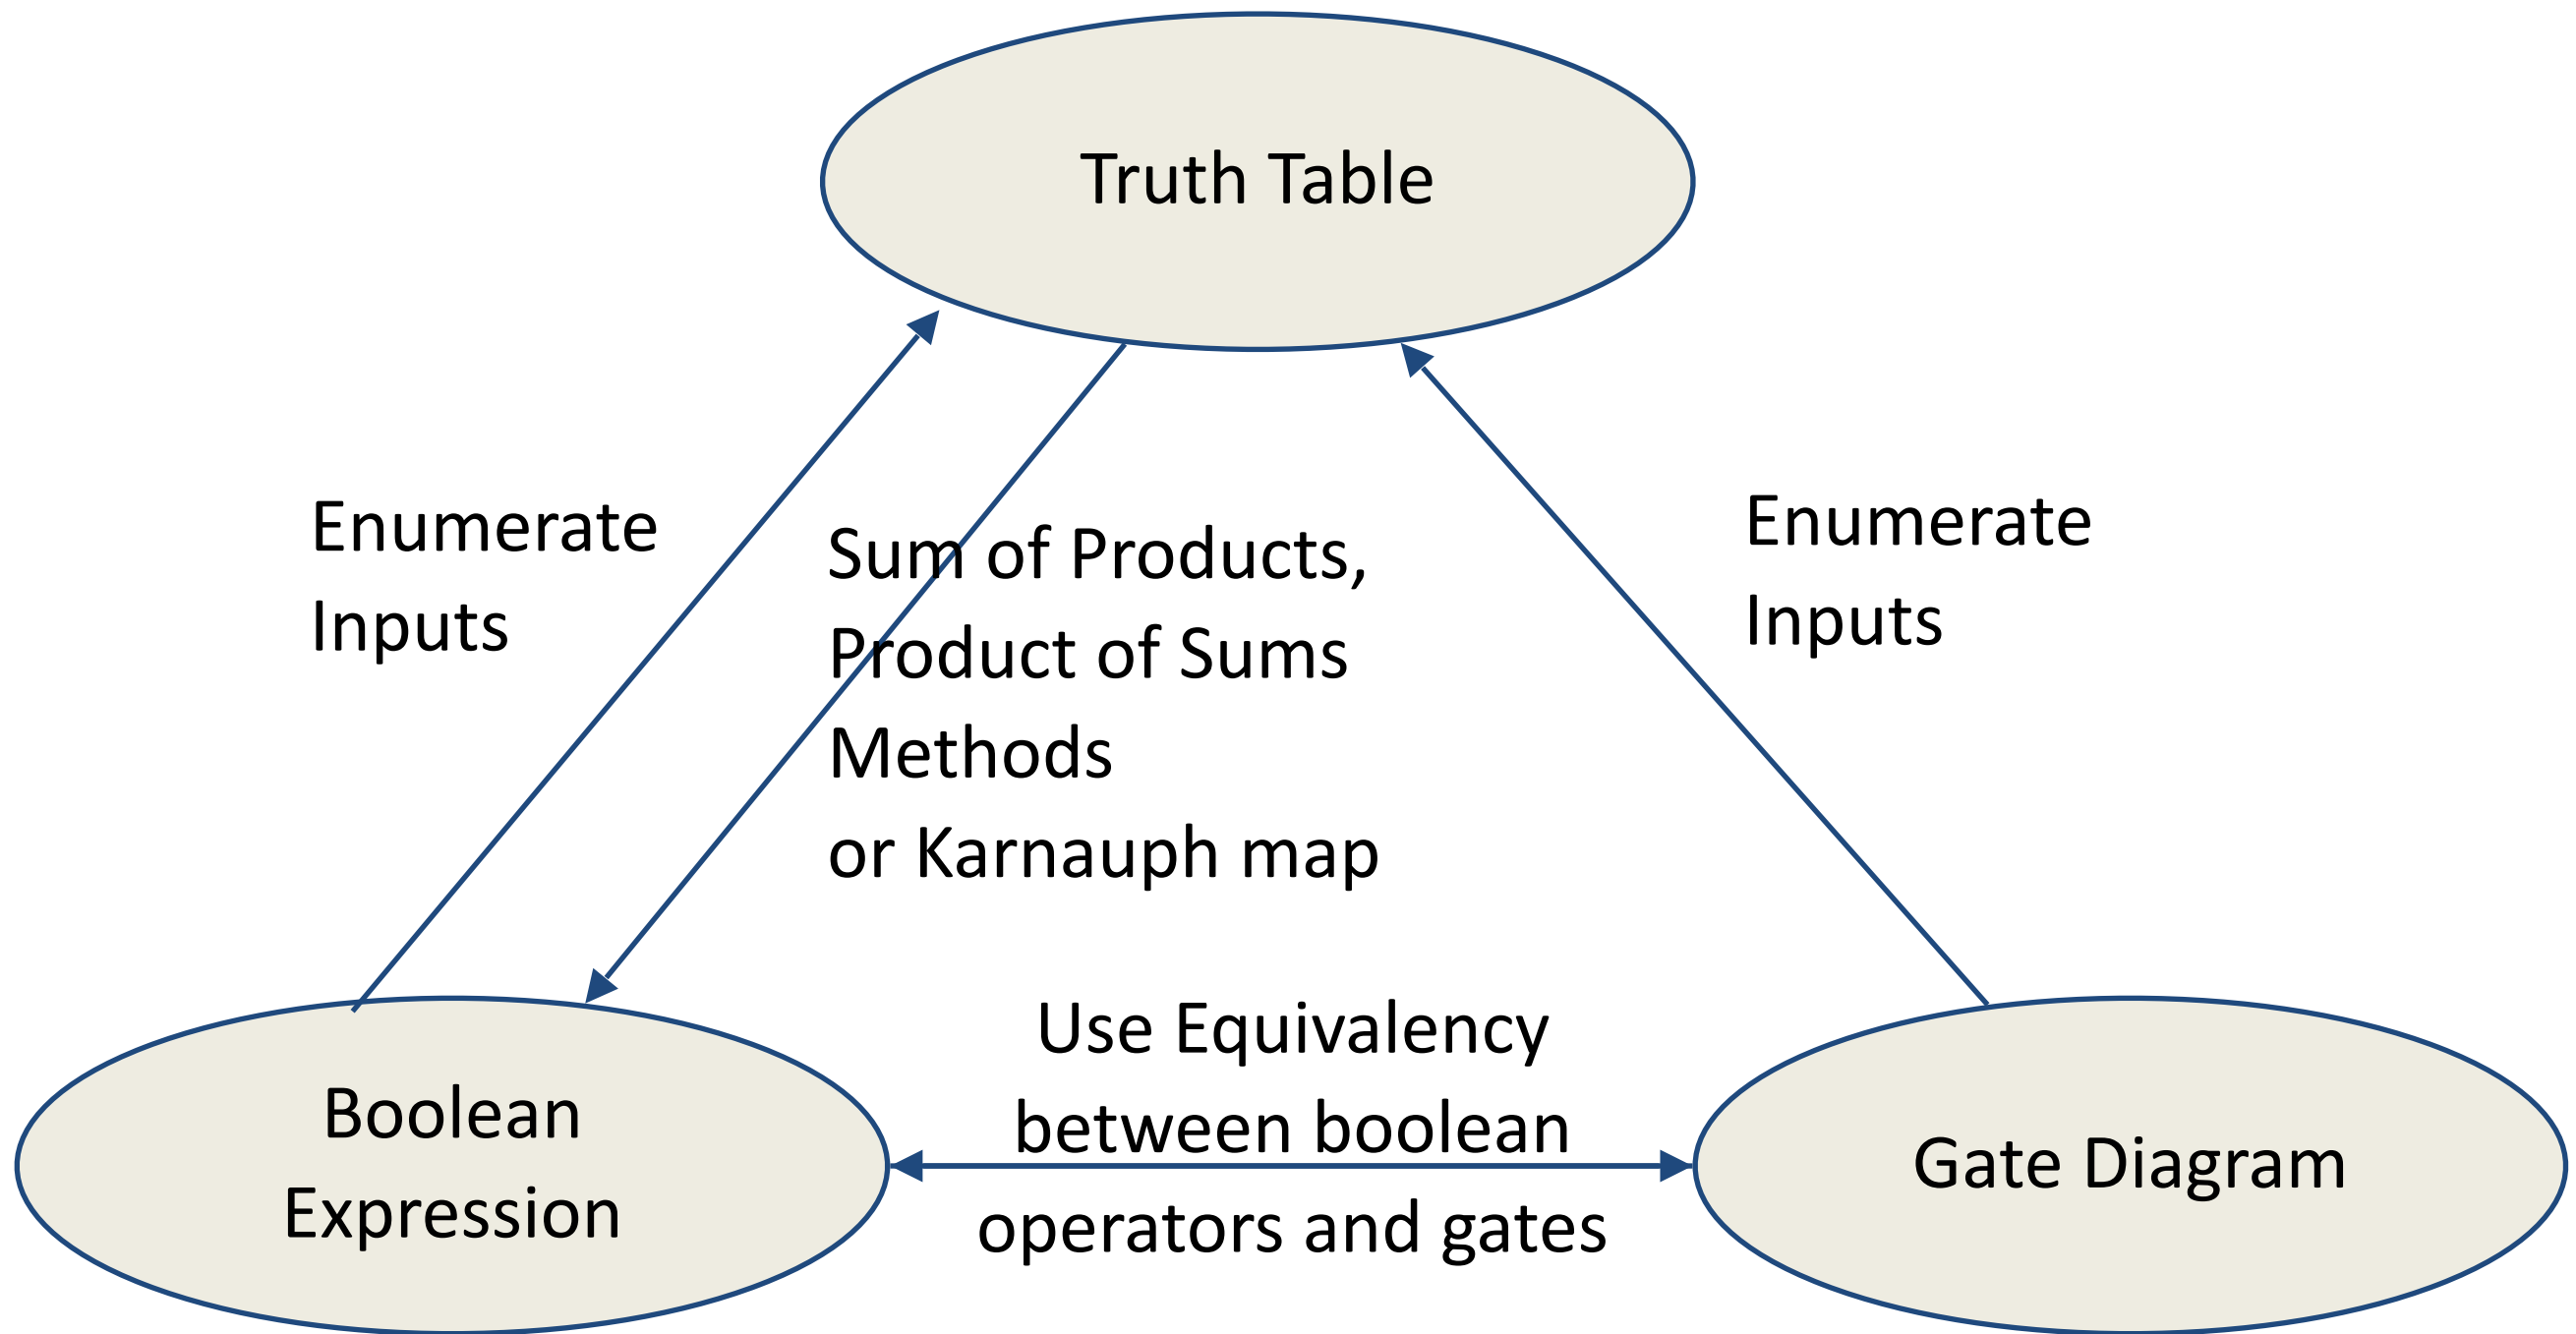 Truth Table
Enumerate
Inputs
Sum of Products,
Product of Sums
Methods
or Karnauph map
Enumerate
Inputs
Use Equivalency
between boolean
operators and gates
Boolean
Expression
Gate Diagram